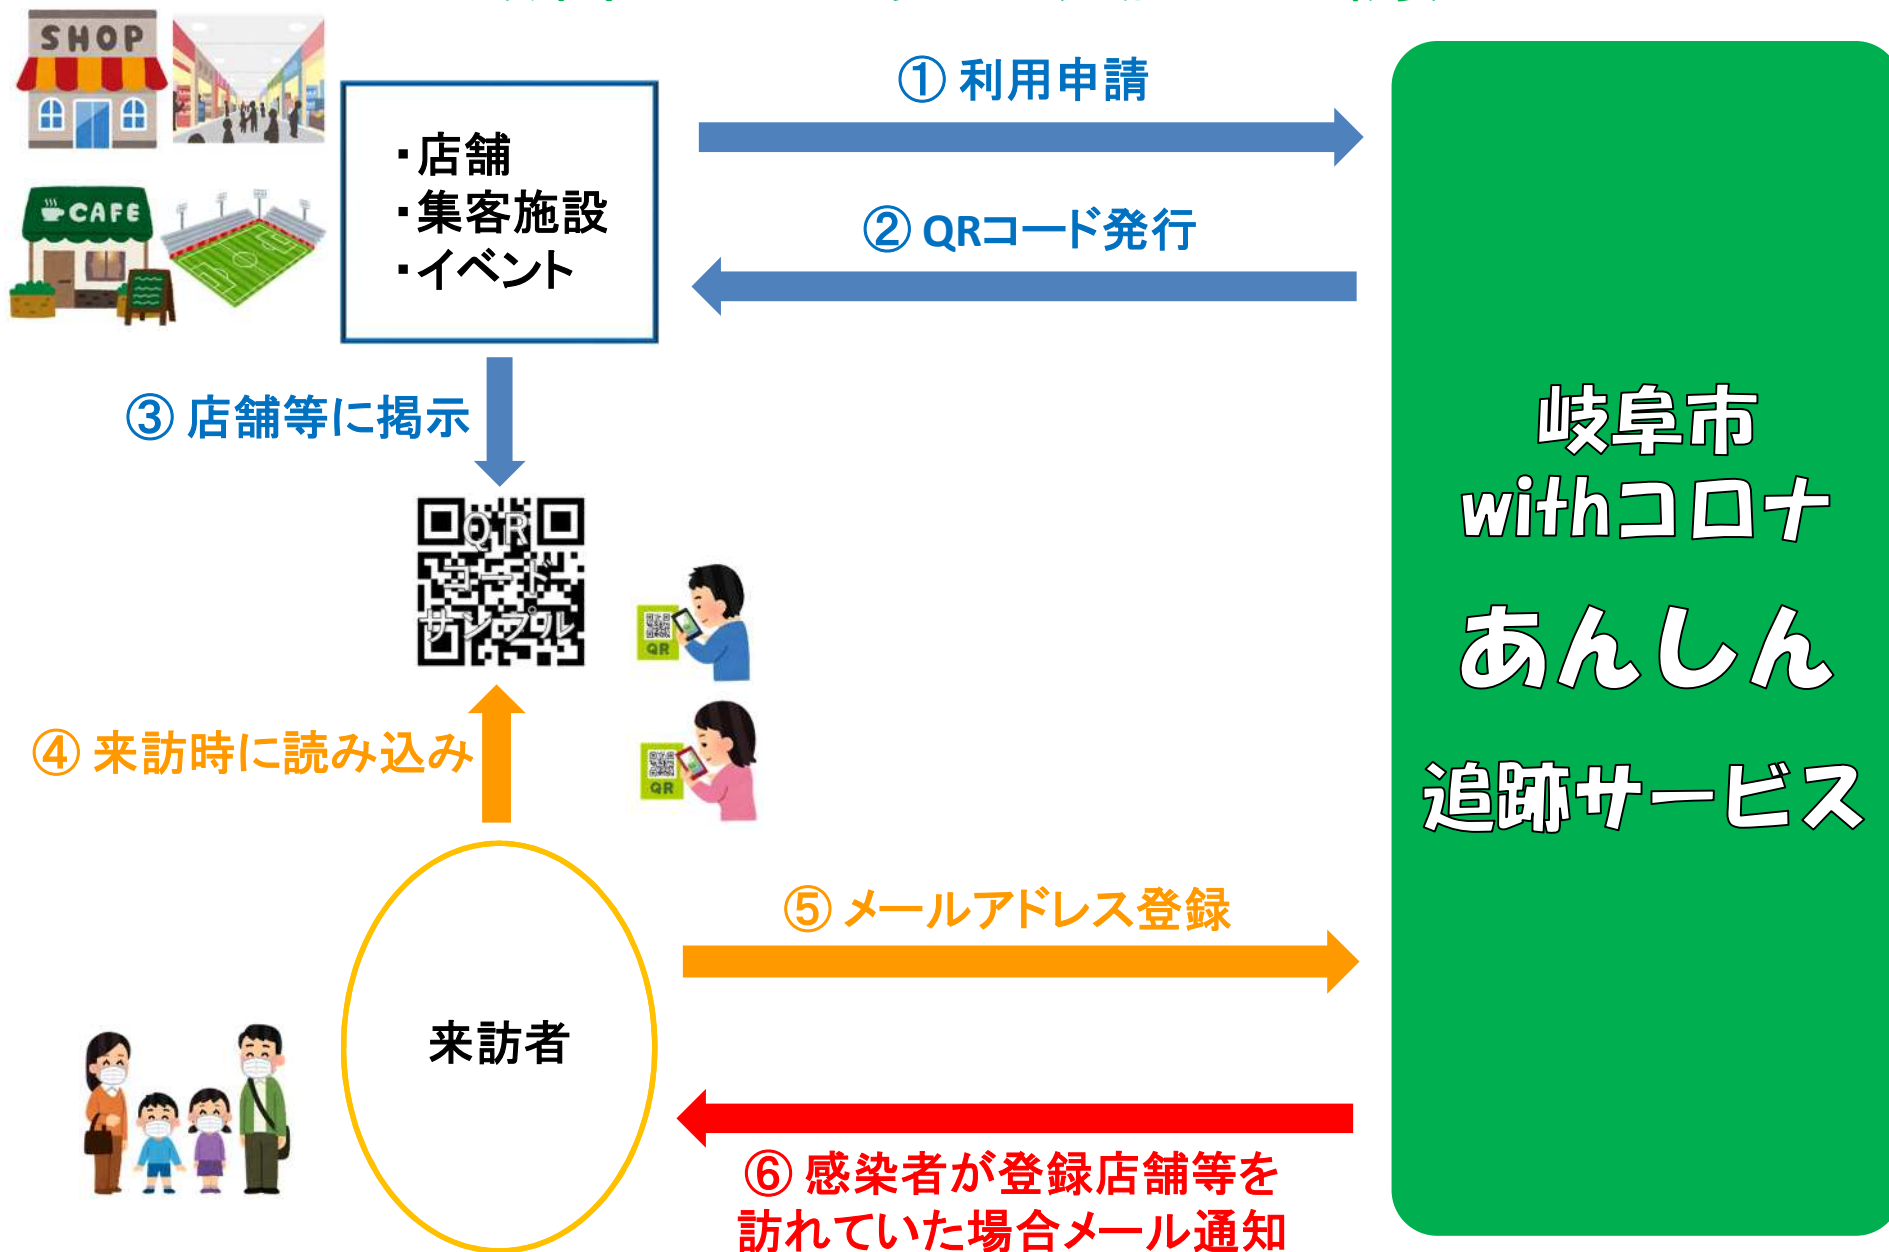 SHOP
CAFE
・店舗
・集客施設
・イベント
① 利用申請
② QRコード発行
③ 店舗等に掲示
QR
コード
サンプル
QR
QR
④ 来訪時に読み込み
⑤ メールアドレス登録
来訪者
⑥ 感染者が登録店舗等を
訪れていた場合メール通知
岐阜市
withコロナ
あんしん
追跡サービス